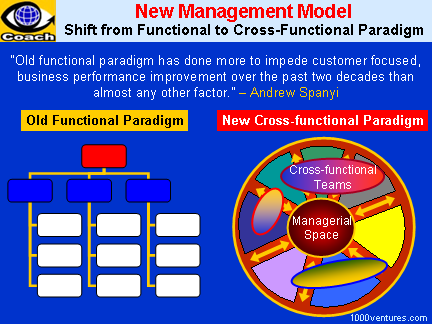 Coach
New Management Model
Shift from Functional to Cross-Functional Paradigm
"Old functional paradigm has done more to impede customer focused,
business performance improvement over the past two decades than
almost any other factor." – Andrew Spanyi
Old Functional Paradigm
New Cross-functional Paradigm
Cross-functional
Teams
Managerial
Space
1000ventures.com